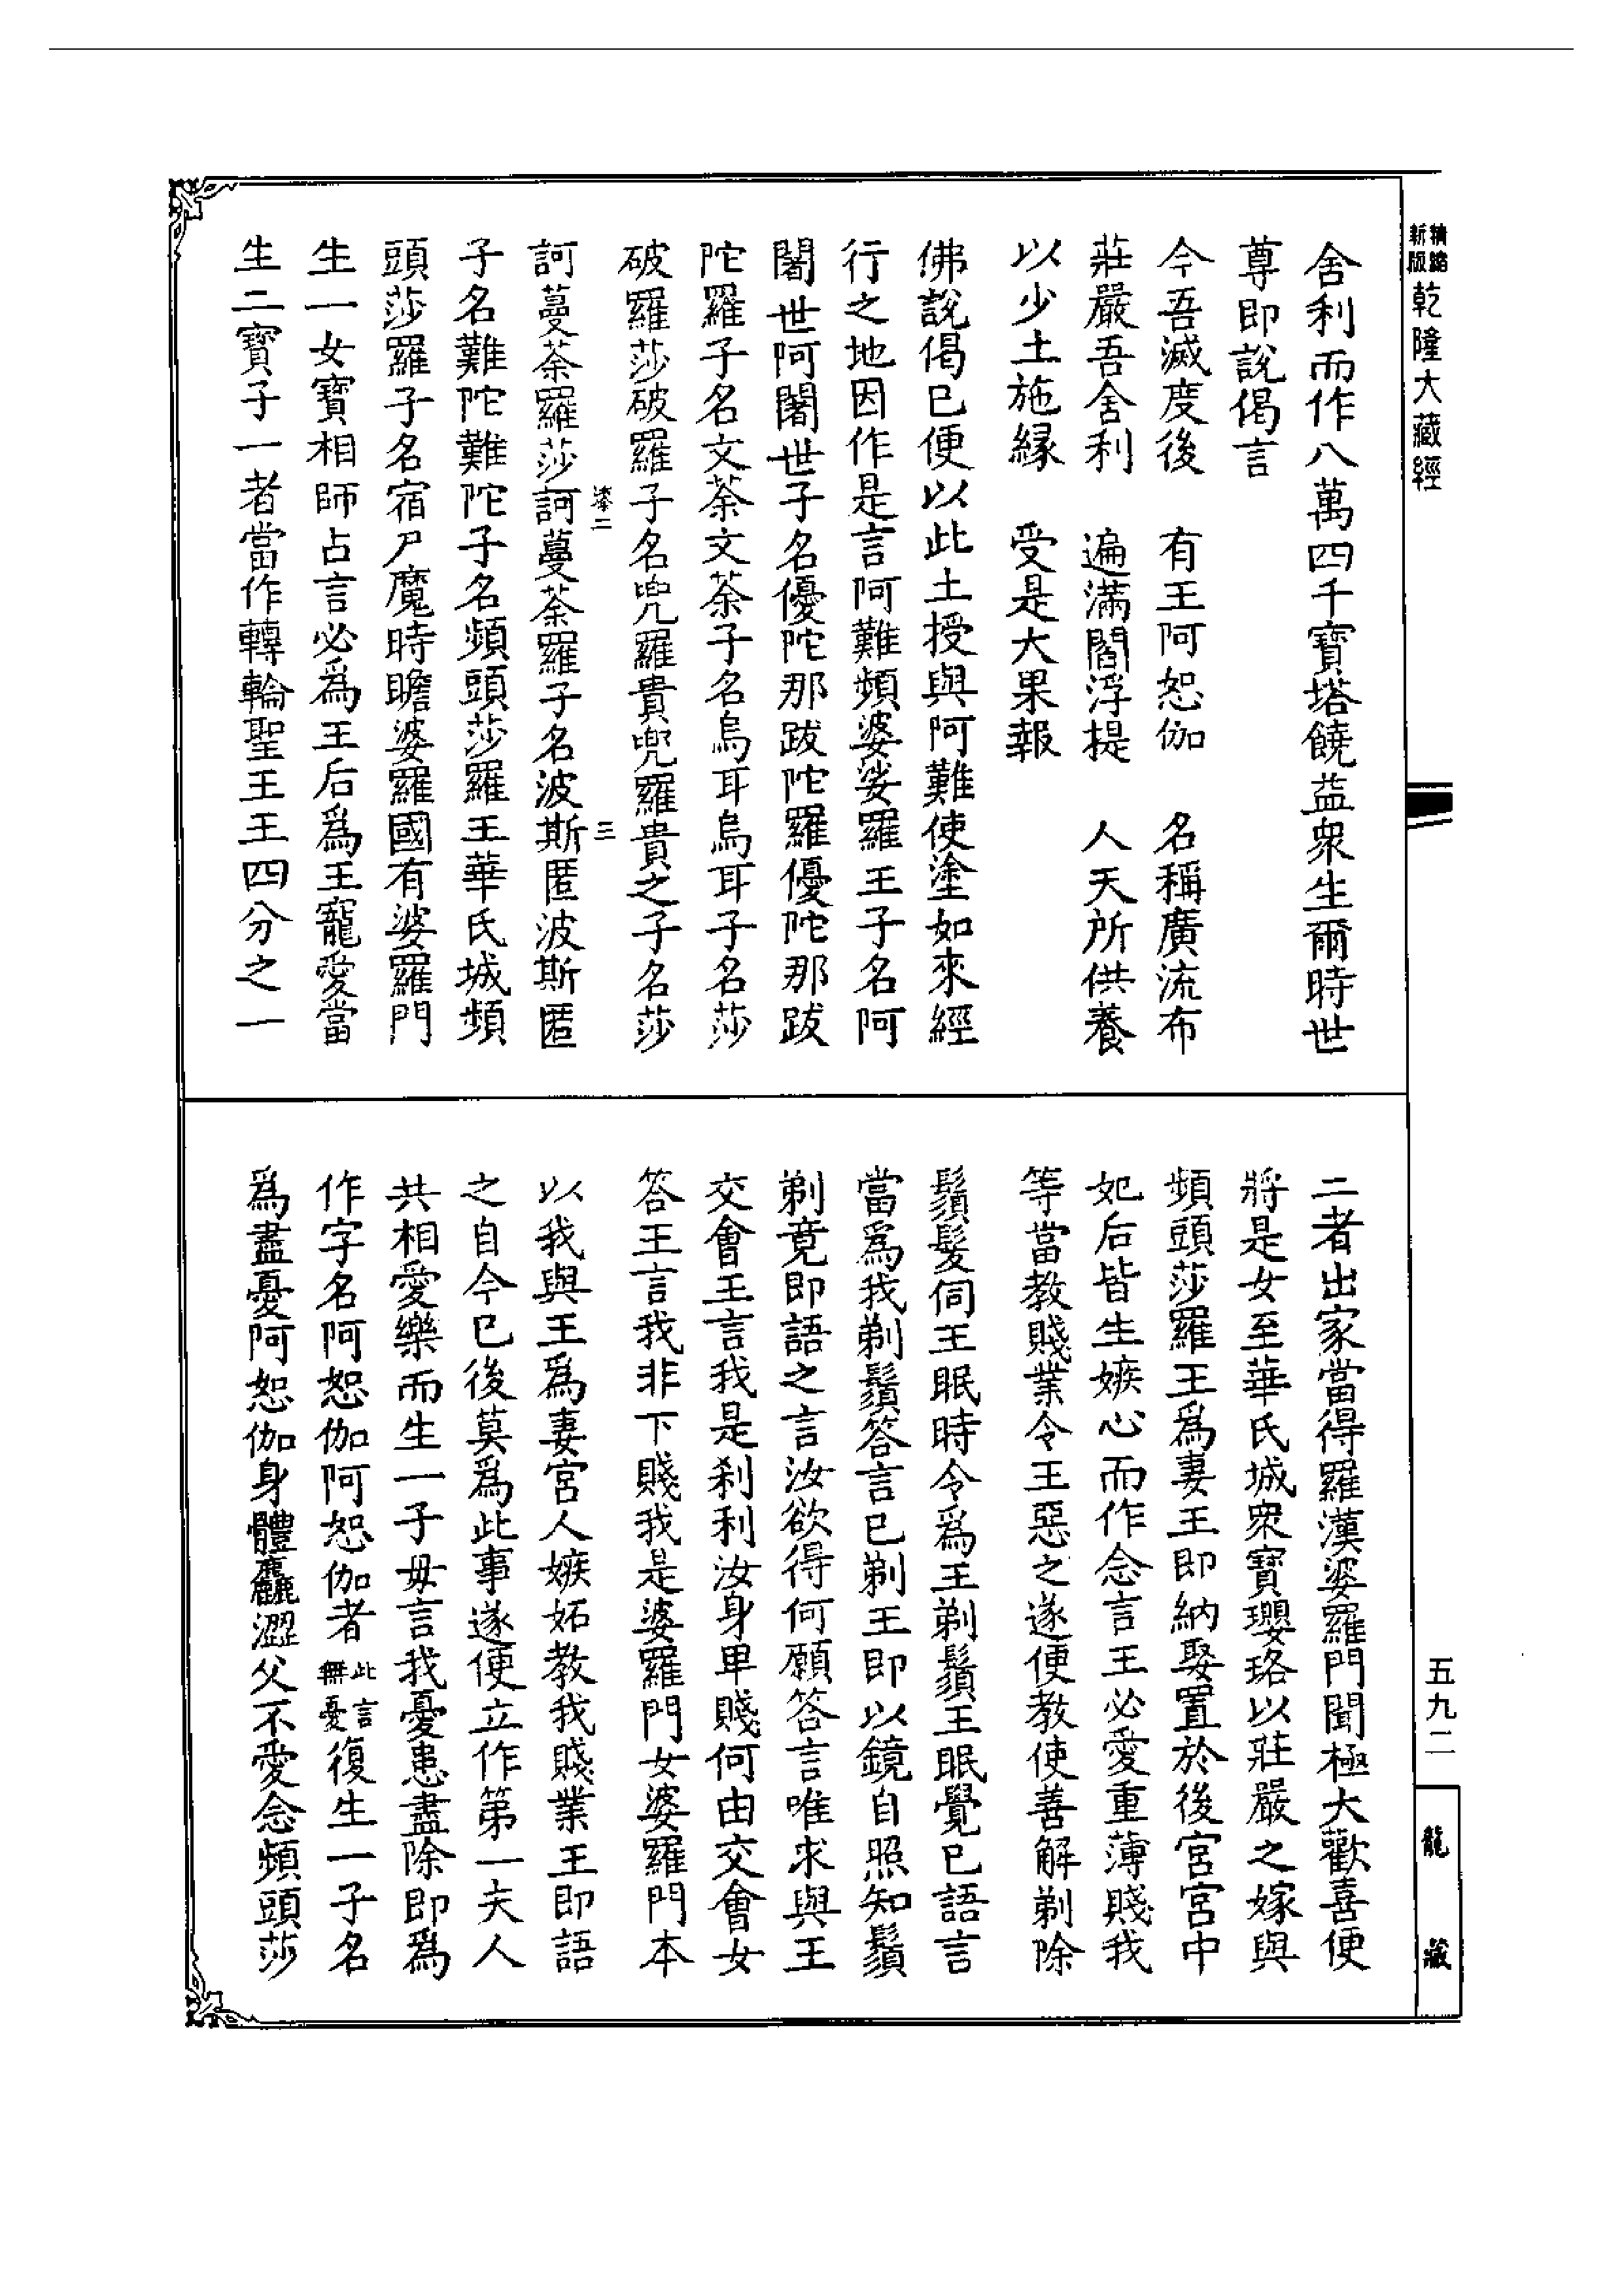 精縮
新版
乾隆大藏經
舍利而作八萬四千寶塔饒益衆生爾時世
尊即說偈言
今吾滅度後　有王阿恕伽　名稱廣流布
莊嚴吾舍利　遍滿閻浮提　人天所供養
以少土施緣　受是大果報
佛說偈已便以此土授與阿難使塗如來經
行之地因作是言阿難頻婆娑羅王子名阿
闍世阿闍世子名優陀那跋陀羅優陀那跋
陀羅子名文荼文荼子名烏耳烏耳子名莎
破羅莎破羅子名兜羅貴兜羅貴之子名莎
二
三
訶蔓荼羅莎訶蔓荼羅子名波斯匿波斯匿
子名難陀難陀子名頻頭莎羅王華氏城頻
頭莎羅子名宿尸魔時瞻婆羅國有婆羅門
生一女寶相師占言必為王后為王寵愛當
生二寶子一者當作轉輪聖王王四分之一
二者出家當得羅漢婆羅門聞極大歡喜便
將是女至華氏城衆寶瓔珞以莊嚴之嫁與
頻頭莎羅王為妻王即納娶置於後宮宮中
妃后皆生嫉心而作念言王必愛重薄賤我
等當教賤業令王惡之遂便教使善解剃除
鬚髮伺王眠時令為王剃鬚王眠覺已語言
當為我剃鬚答言已剃王即以鏡自照知鬚
剃竟即語之言汝欲得何願答言唯求與王
交會王言我是刹利汝身卑賤何由交會女
答王言我非下賤我是婆羅門女婆羅門本
以我與王為妻宮人嫉妬教我賤業王即語
之自今已後莫為此事遂便立作第一夫人
共相愛樂而生一子毋言我憂患盡除即為
作字名阿恕伽阿恕伽者此言無憂復生一子名
為盡憂阿恕伽身體麤澀父不愛念頻頭莎
五九二
龍藏